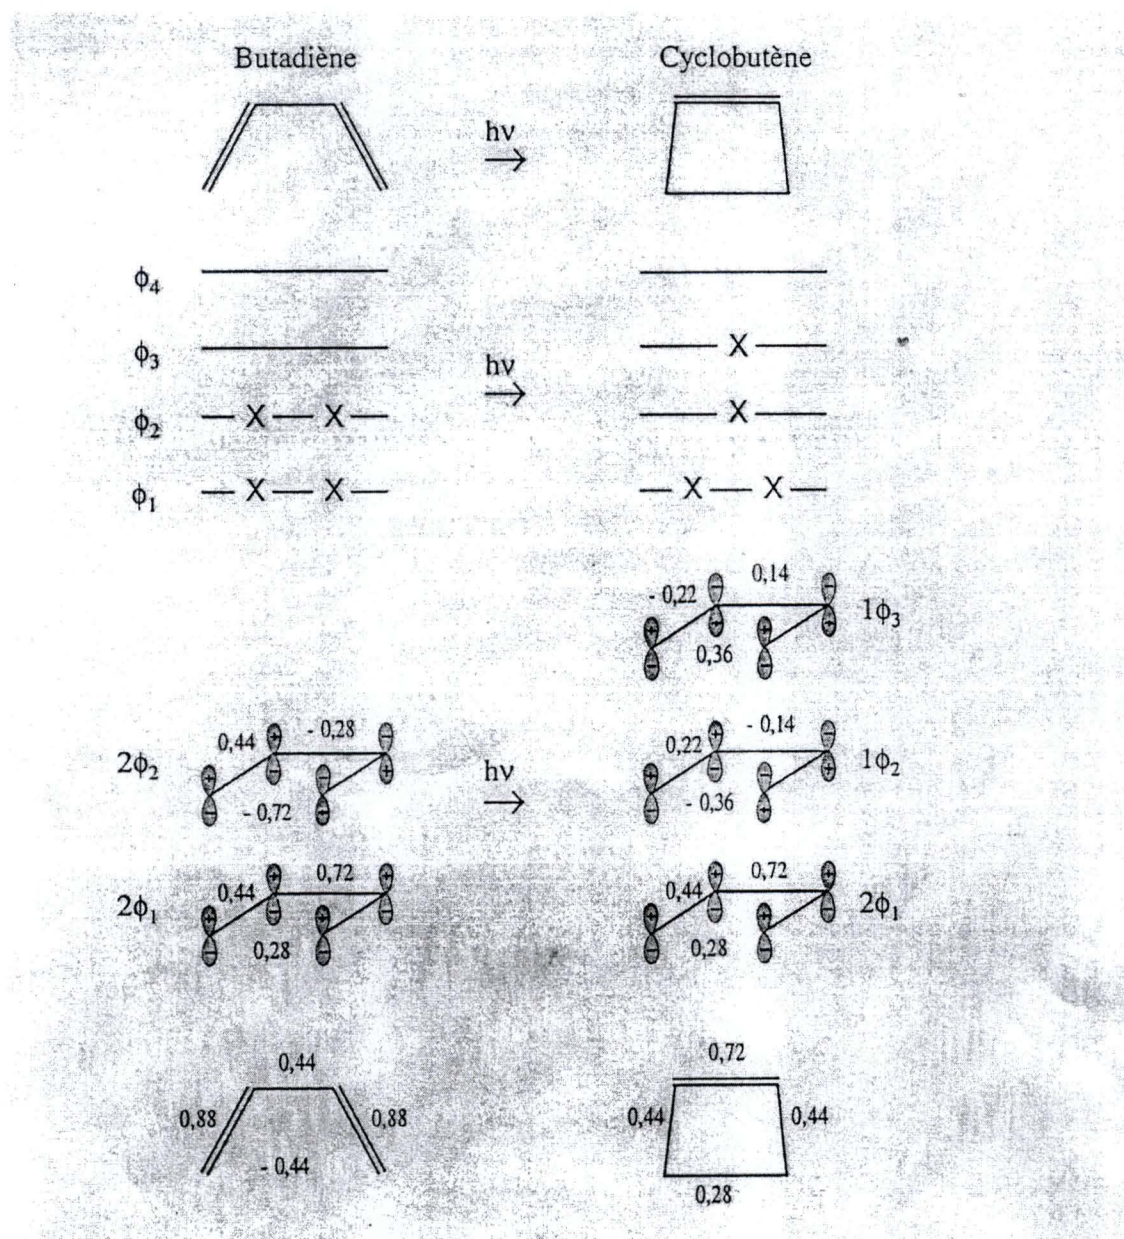 Butadiène Cyclobutène
hν
ϕ4
ϕ3
hν
X
ϕ2 X X X
ϕ1 X X X X
- 0,22 0,14
1ϕ3
0,36
0,44 - 0,28 0,22 - 0,14
2ϕ2 hν 1ϕ2
- 0,72 - 0,36
0,44 0,72 0,44 0,72
2ϕ1 2ϕ1
0,28 0,28
0,44 0,72
0,88 0,88 0,44 0,44
- 0,44
0,28